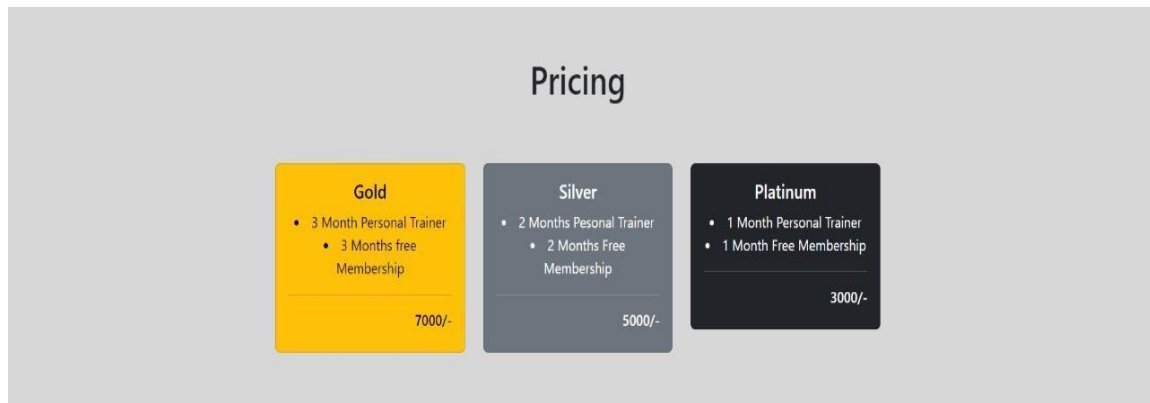 Pricing
Gold
• 3 Month Personal Trainer
• 3 Months free
Membership
7000/-
Silver
• 2 Months Pesonal Trainer
• 2 Months Free
Membership
5000/-
Platinum
• 1 Month Personal Trainer
• 1 Month Free Membership
3000/-